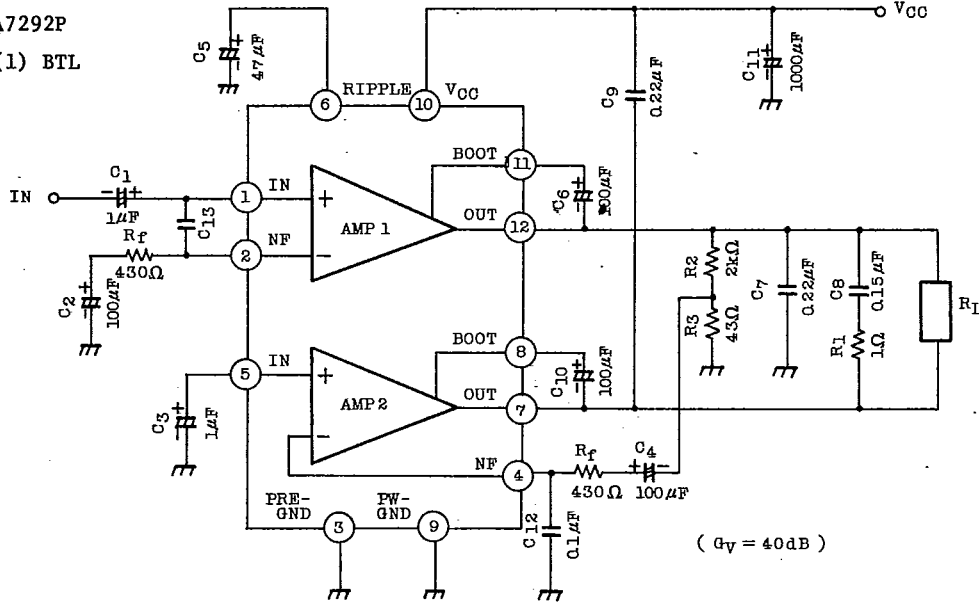 A7292P
(1) BTL
C5
47μF
6
RIPPLE
10
VCC
C9
0.22μF
C11
1000μF
VCC
IN
C1
1μF
C13
Rf
430Ω
C2
100μF
1
IN
2
NF
AMP 1
BOOT
11
OUT
12
C6
100μF
R2
2kΩ
R3
43Ω
C7
0.22μF
C8
0.15μF
R1
1Ω
RL
5
IN
C3
1μF
AMP 2
BOOT
8
OUT
7
C10
100μF
NF
4
Rf
430Ω
C4
100μF
C12
0.1μF
PRE-
GND
3
PW-
GND
9
( GV = 40dB )